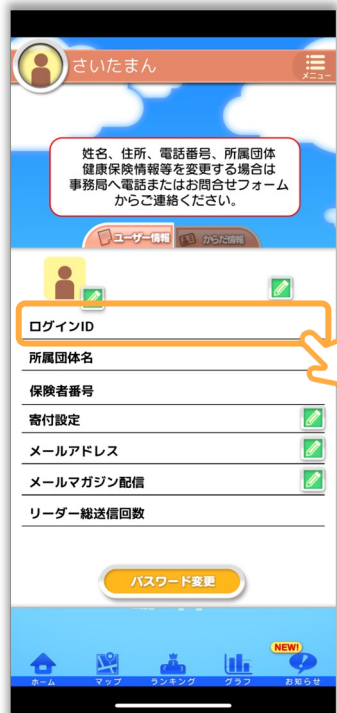 さいたまん
メニュー
姓名、住所、電話番号、所属団体
健康保険情報等を変更する場合は
事務局へ電話またはお問合せフォーム
からご連絡ください。
ユーザー情報 からだ情報
ログインID
所属団体名
保険者番号
寄付設定
メールアドレス
メールマガジン配信
リーダー総送信回数
パスワード変更
NEW!
ホーム マップ ランキング グラフ お知らせ